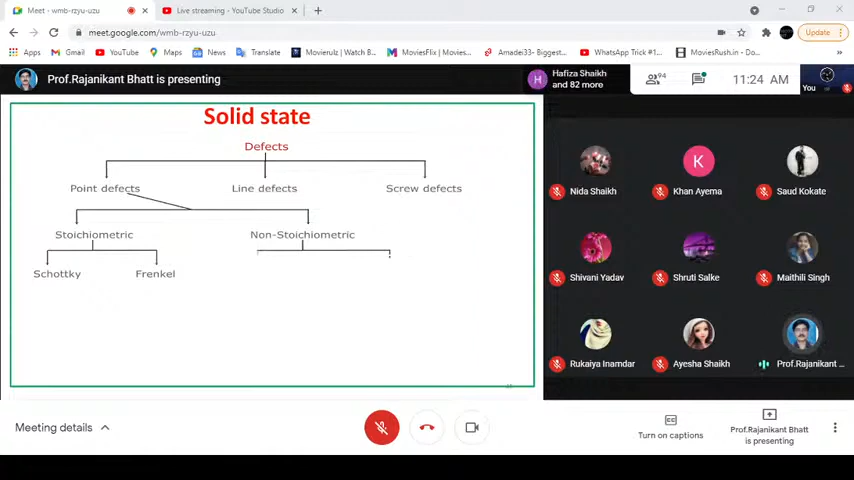 Meet - wmb-rzyu-uzu
Live streaming - YouTube Studio
meet.google.com/wmb-rzyu-uzu
Update
Apps
Gmail
YouTube
Maps
News
Translate
Movierulz | Watch B...
MoviesFlix | Movies...
Amadei33- Biggest...
WhatsApp Trick #1...
MoviesRush.in - Do...
Prof.Rajanikant Bhatt is presenting
H
Hafiza Shaikh
and 82 more
94
11:24 AM
You
Solid state
Defects
Point defects
Line defects
Screw defects
Stoichiometric
Non-Stoichiometric
Schottky
Frenkel
K
Nida Shaikh
Khan Ayema
Saud Kokate
Shivani Yadav
Shruti Salke
Maithili Singh
Rukaiya Inamdar
Ayesha Shaikh
Prof.Rajanikant ...
Meeting details
Turn on captions
Prof.Rajanikant Bhatt
is presenting